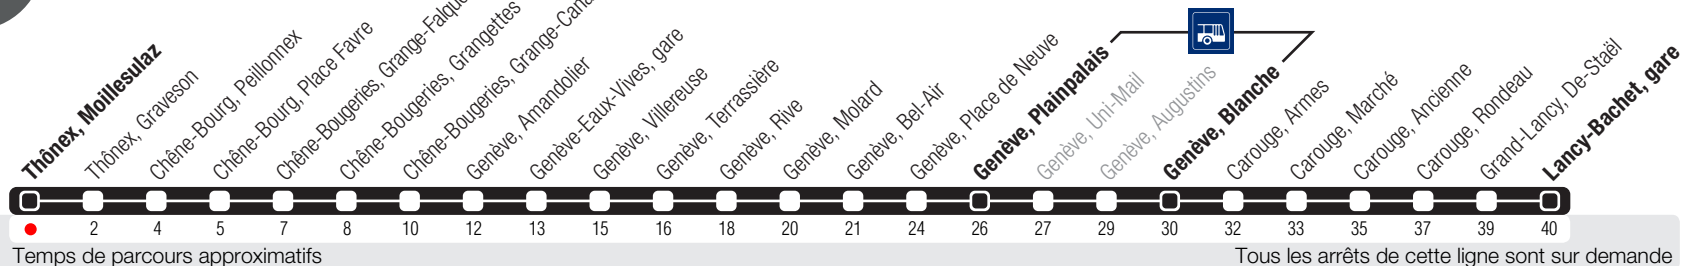 Thônex, Moillesulaz
Thônex, Graveson
Chêne-Bourg, Peillonnex
Chêne-Bourg, Place Favre
Chêne-Bougeries, Grange-Falque
Chêne-Bougeries, Grangettes
Chêne-Bougeries, Grange-Cana
Genève, Amandolier
Genève-Eaux-Vives, gare
Genève, Villereuse
Genève, Terrassière
Genève, Rive
Genève, Molard
Genève, Bel-Air
Genève, Place de Neuve
Genève, Plainpalais
Genève, Uni-Mail
Genève, Augustins
Genève, Blanche
Carouge, Armes
Carouge, Marché
Carouge, Ancienne
Carouge, Rondeau
Grand-Lancy, De-Staël
Lancy-Bachet, gare
2 4 5 7 8 10 12 13 15 16 18 20 21 24 26 27 29 30 32 33 35 37 39 40
Temps de parcours approximatifs
Tous les arrêts de cette ligne sont sur demande